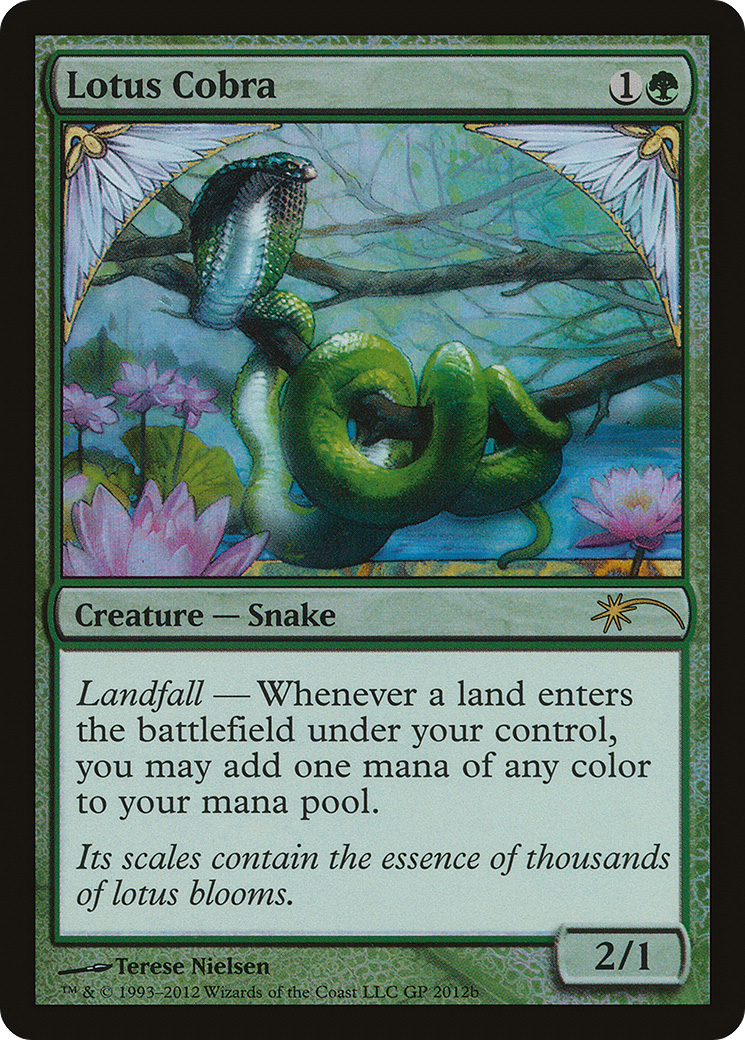 Lotus Cobra 1
Creature — Snake
Landfall — Whenever a land enters
the battlefield under your control,
you may add one mana of any color
to your mana pool.
Its scales contain the essence of thousands
of lotus blooms.
2/1
Terese Nielsen
™ & © 1993–2012 Wizards of the Coast LLC GP 2012b